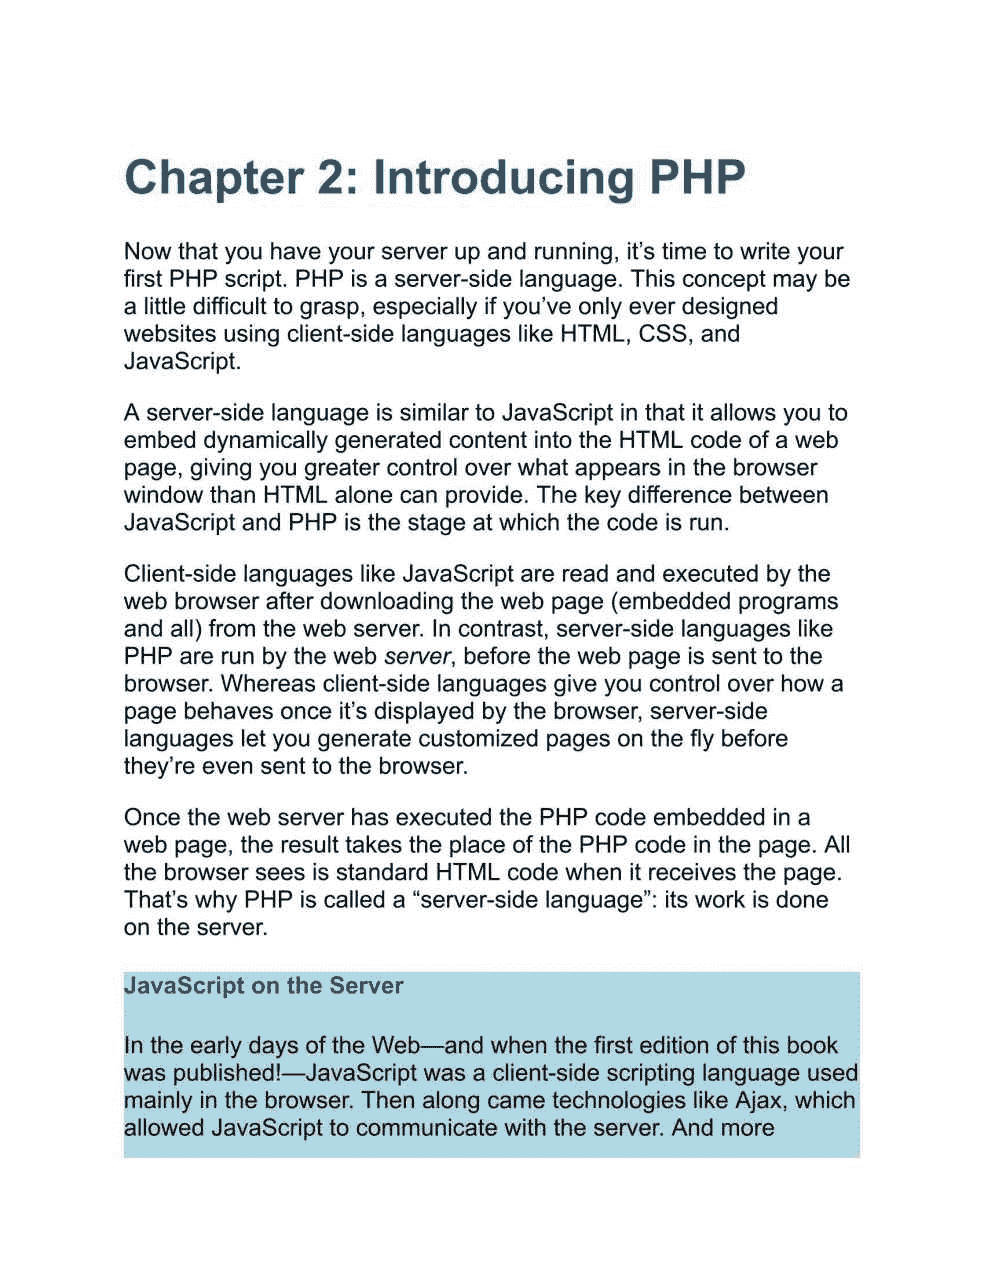 Chapter 2: Introducing PHP
Now that you have your server up and running, it’s time to write your
first PHP script. PHP is a server-side language. This concept may be
a little difficult to grasp, especially if you’ve only ever designed
websites using client-side languages like HTML, CSS, and
JavaScript.
A server-side language is similar to JavaScript in that it allows you to
embed dynamically generated content into the HTML code of a web
page, giving you greater control over what appears in the browser
window than HTML alone can provide. The key difference between
JavaScript and PHP is the stage at which the code is run.
Client-side languages like JavaScript are read and executed by the
web browser after downloading the web page (embedded programs
and all) from the web server. In contrast, server-side languages like
PHP are run by the web server, before the web page is sent to the
browser. Whereas client-side languages give you control over how a
page behaves once it’s displayed by the browser, server-side
languages let you generate customized pages on the fly before
they’re even sent to the browser.
Once the web server has executed the PHP code embedded in a
web page, the result takes the place of the PHP code in the page. All
the browser sees is standard HTML code when it receives the page.
That’s why PHP is called a “server-side language”: its work is done
on the server.
JavaScript on the Server
In the early days of the Web—and when the first edition of this book
was published!—JavaScript was a client-side scripting language used
mainly in the browser. Then along came technologies like Ajax, which
allowed JavaScript to communicate with the server. And more